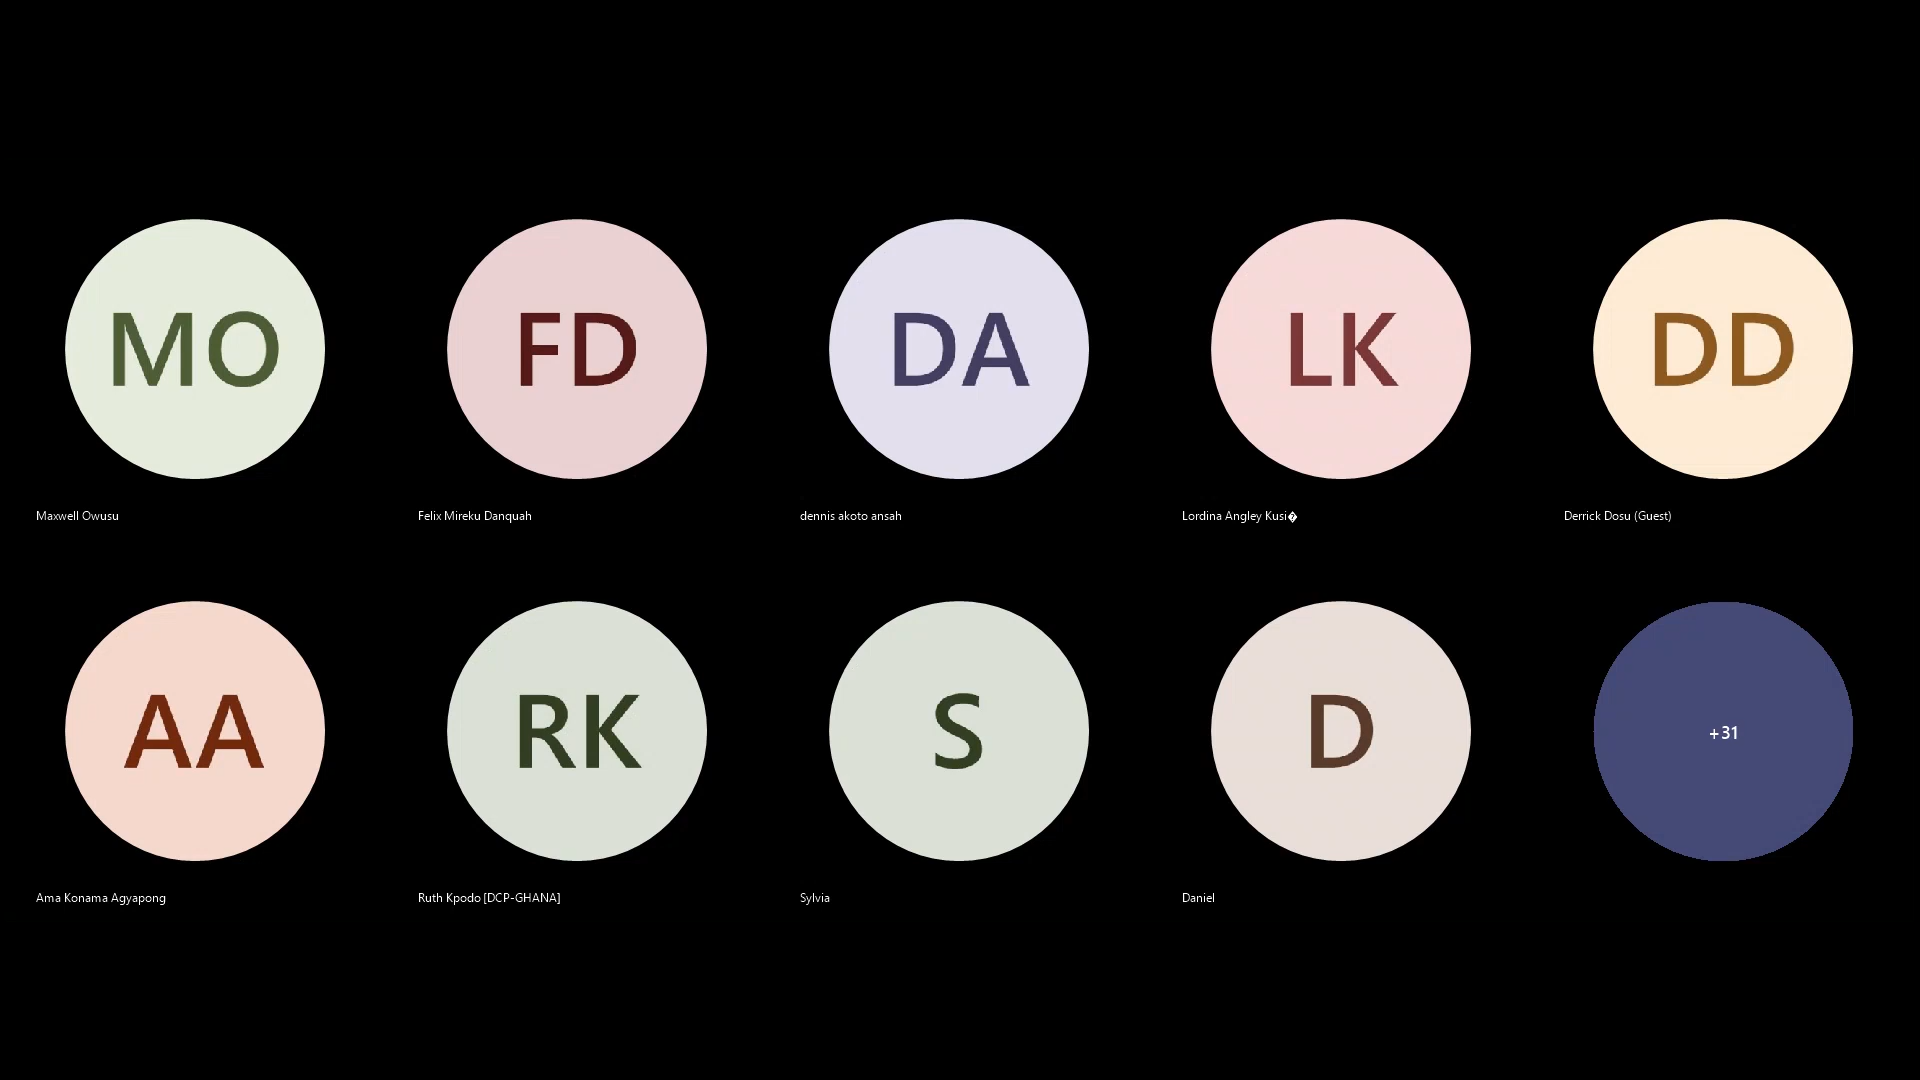 MO
FD
DA
LK
DD
Maxwell Owusu
Felix Mireku Danquah
dennis akoto ansah
Lordina Angley Kusi�
Derrick Dosu (Guest)
AA
RK
S
D
+31
Ama Konama Agyapong
Ruth Kpodo [DCP-GHANA]
Sylvia
Daniel